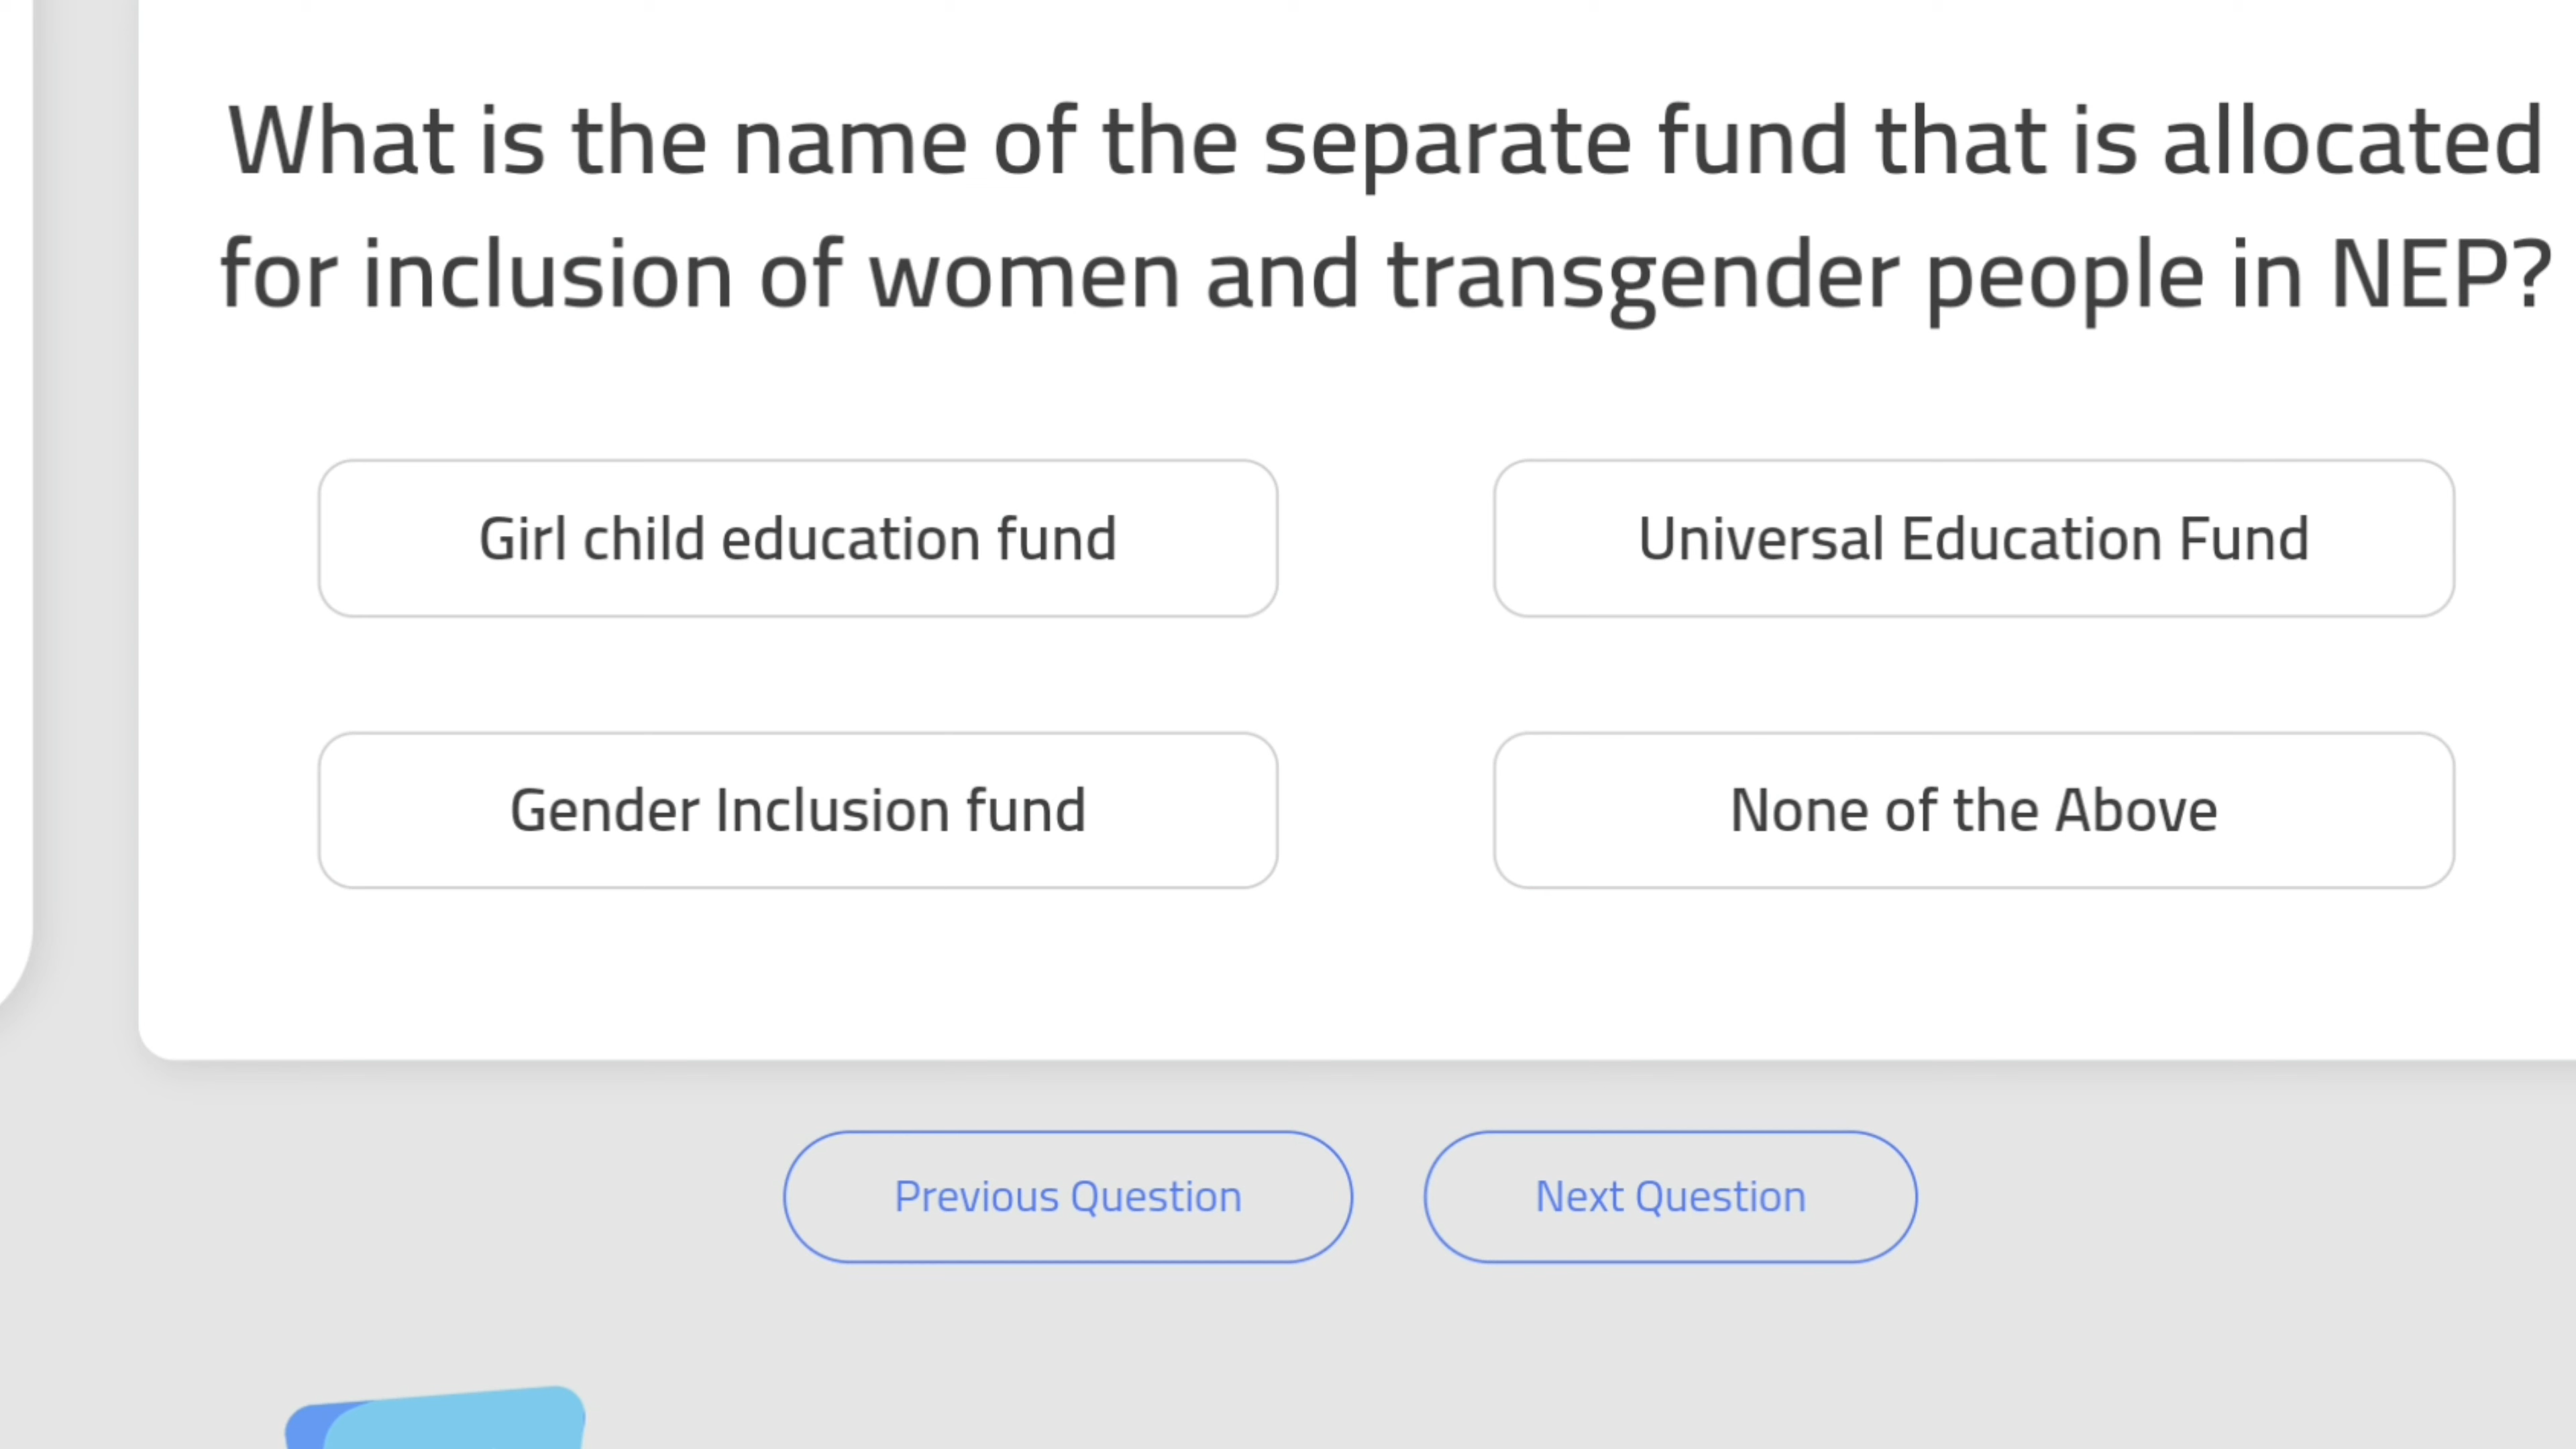 What is the name of the separate fund that is allocated
for inclusion of women and transgender people in NEP?
Girl child education fund
Universal Education Fund
Gender Inclusion fund
None of the Above
Previous Question
Next Question